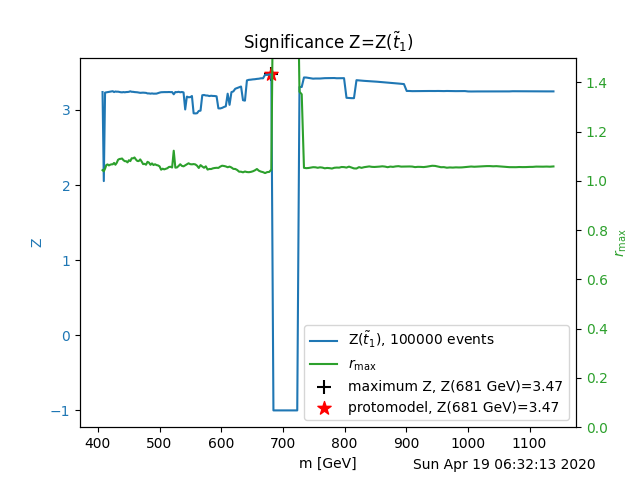 Significance Z=Z(t̃₁)
Z
3
2
1
0
−1
1.4
1.2
1.0
0.8
0.6
0.4
0.2
0.0
r_max
Z(t̃₁), 100000 events
r_max
maximum Z, Z(681 GeV)=3.47
protomodel, Z(681 GeV)=3.47
400 500 600 700 800 900 1000 1100
m [GeV]
Sun Apr 19 06:32:13 2020